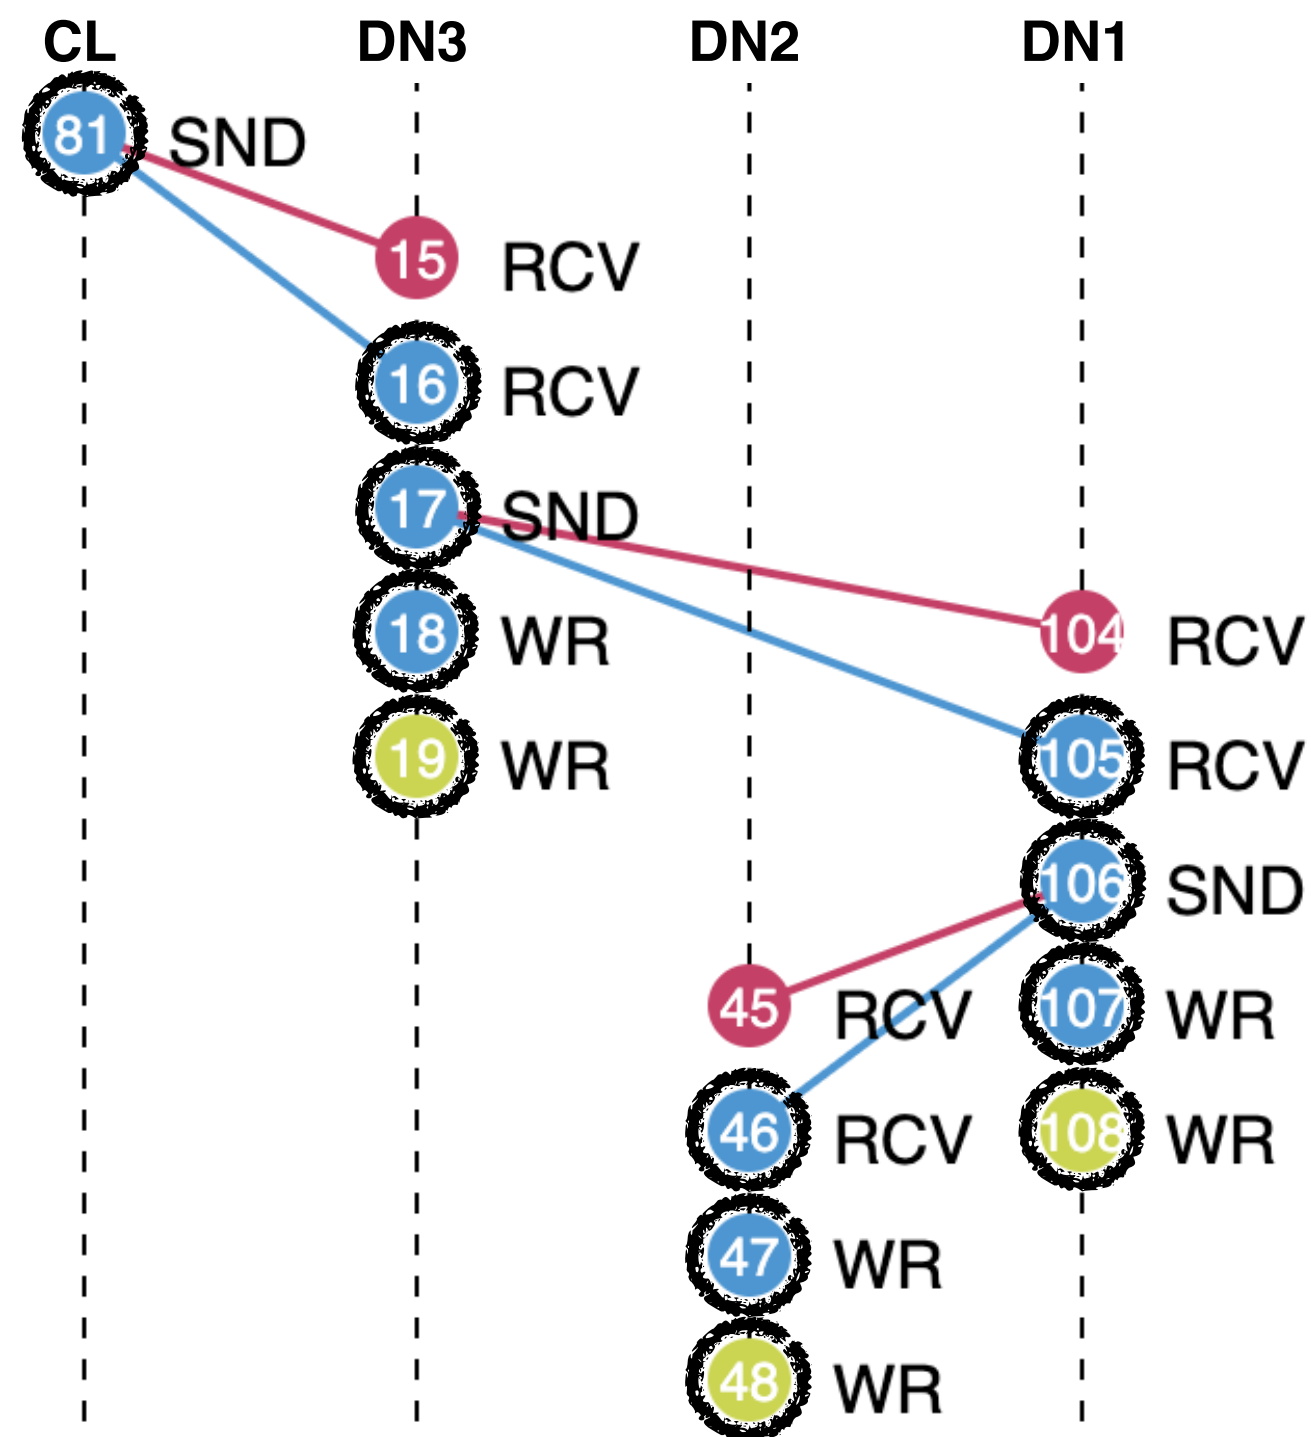 CL DN3 DN2 DN1
81 SND
15 RCV
16 RCV
17 SND
18 WR 104 RCV
19 WR 105 RCV
106 SND
45 RCV 107 WR
46 RCV 108 WR
47 WR
48 WR